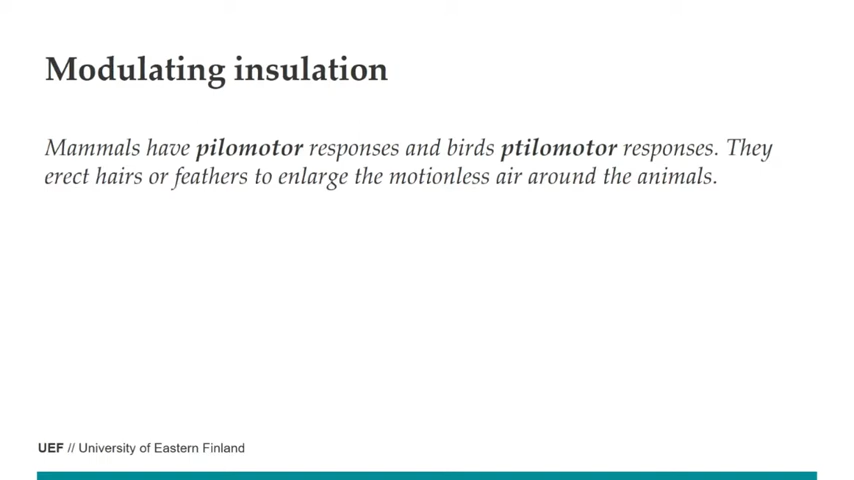 Modulating insulation
Mammals have pilomotor responses and birds ptilomotor responses. They
erect hairs or feathers to enlarge the motionless air around the animals.
UEF // University of Eastern Finland